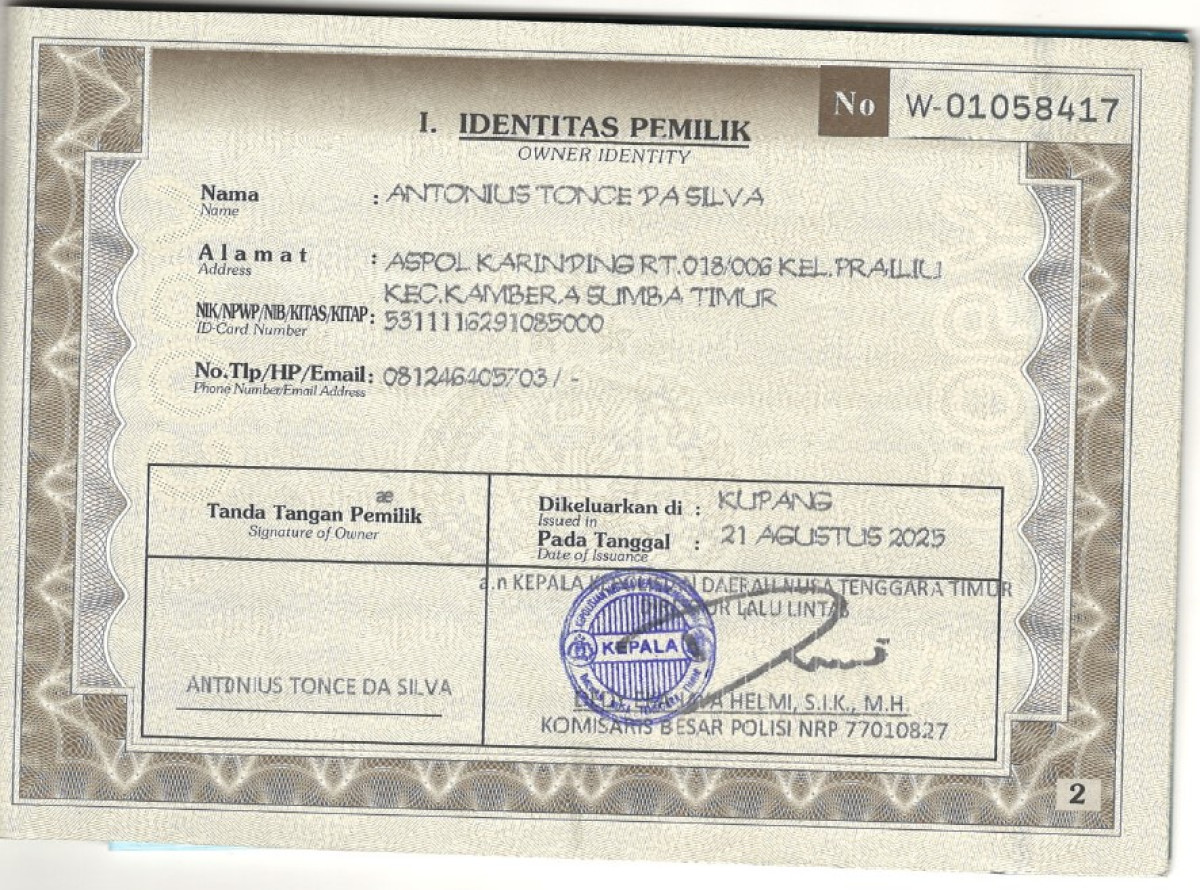 No W-01058417
I. IDENTITAS PEMILIK
OWNER IDENTITY
Nama : ANTONIUS TONCE DA SILVA
Name
Alamat : ASPOL KARINDING RT.018/006 KEL.PRAILIU
Address
KEC.KAMBERA SUMBA TIMUR
NIK/NPWP/NIB/KITAS/KITAP: 5311116291085000
ID-Card Number
No.Tlp/HP/Email: 081246405703 / -
Phone Number/Email Address
æ
Tanda Tangan Pemilik
Signature of Owner
ANTONIUS TONCE DA SILVA
Dikeluarkan di : KUPANG
Issued in
Pada Tanggal : 21 AGUSTUS 2025
Date of Issuance
a.n KEPALA DAERAH NUSA TENGGARA TIMUR
LALU LINTAS
KEPALA
HELMI, S.I.K., M.H.
KOMISARIS BESAR POLISI NRP 77010827
2